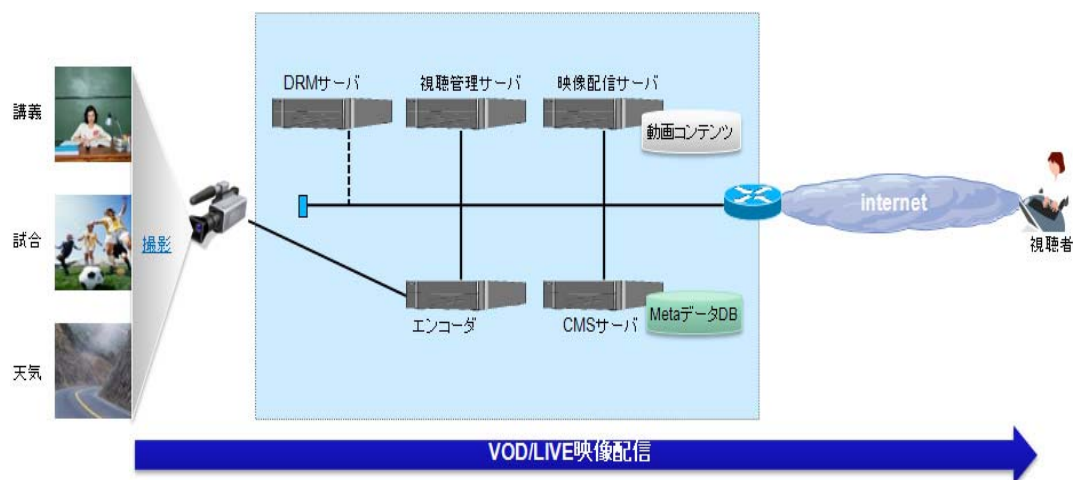 講義
試合
天気
撮影
DRMサーバ
視聴管理サーバ
映像配信サーバ
動画コンテンツ
エンコーダ
CMSサーバ
MetaデータDB
internet
視聴者
VOD/LIVE映像配信